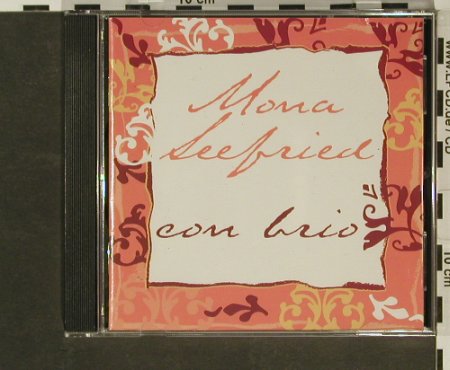 10 cm
Mona
Seefried
con brio
10 cm